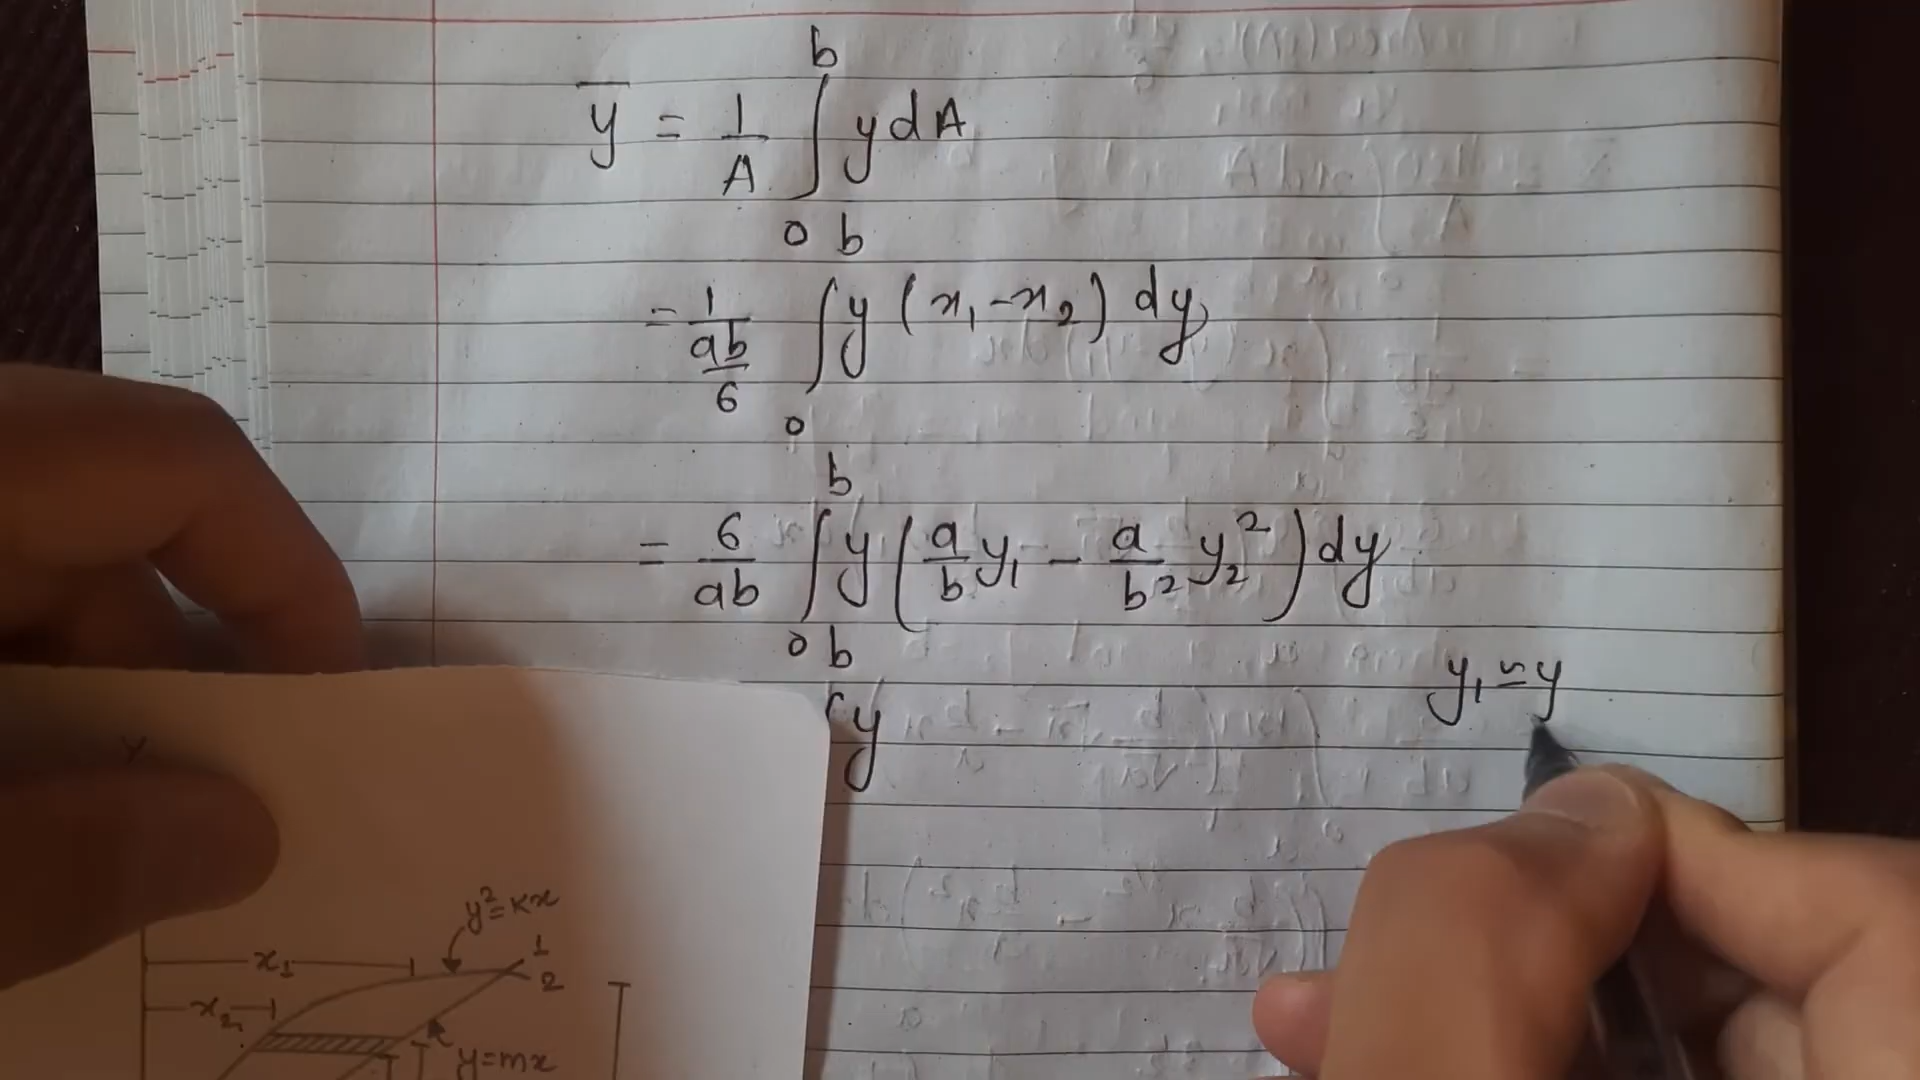 y̅ = 1/A ∫₀ᵇ y dA
= 1/(ab/6) ∫₀ᵇ y (x₁ - x₂) dy
= 6/ab ∫₀ᵇ y (a/b y₁ - a/b² y₂²) dy
b
∫y
y₁ ≃ y
Y
y² = kx
x₁
1
2
x₂
y = mx